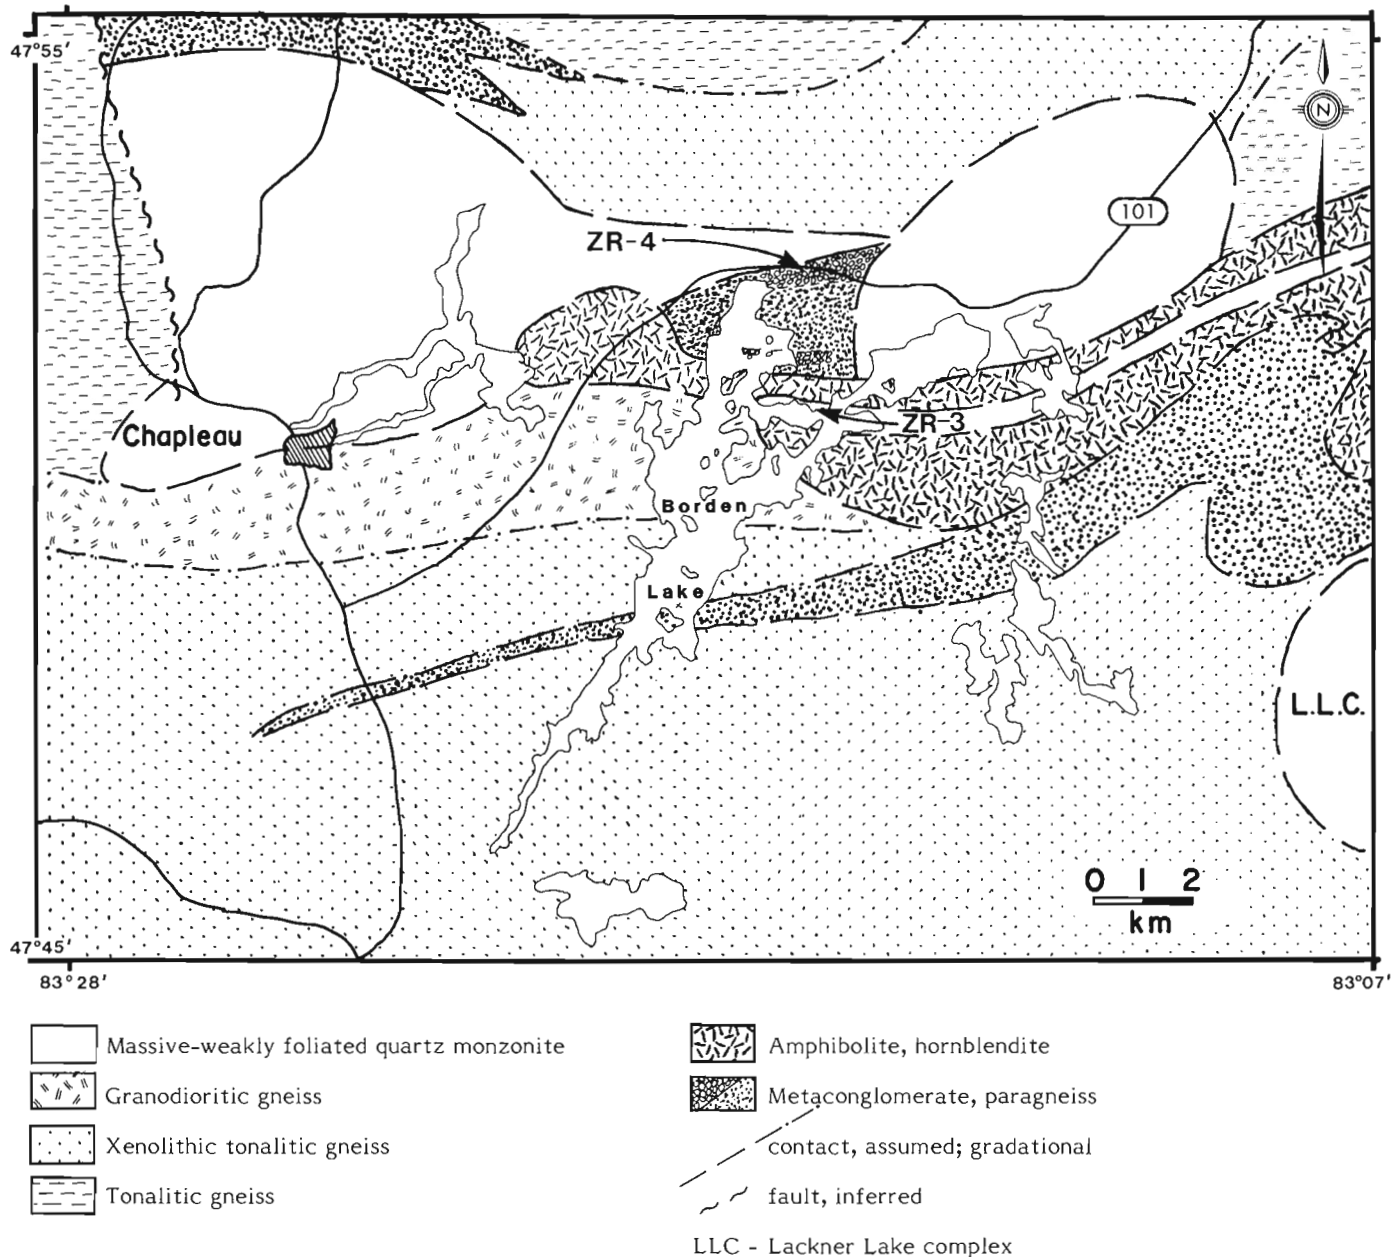 47°55'
N
101
ZR-4
Chapleau
ZR-3
Borden
Lake
L.L.C.
0 1 2
km
47°45'
83°28'
83°07'
Massive-weakly foliated quartz monzonite
Granodioritic gneiss
Xenolithic tonalitic gneiss
Tonalitic gneiss
Amphibolite, hornblendite
Metaconglomerate, paragneiss
contact, assumed; gradational
fault, inferred
LLC - Lackner Lake complex